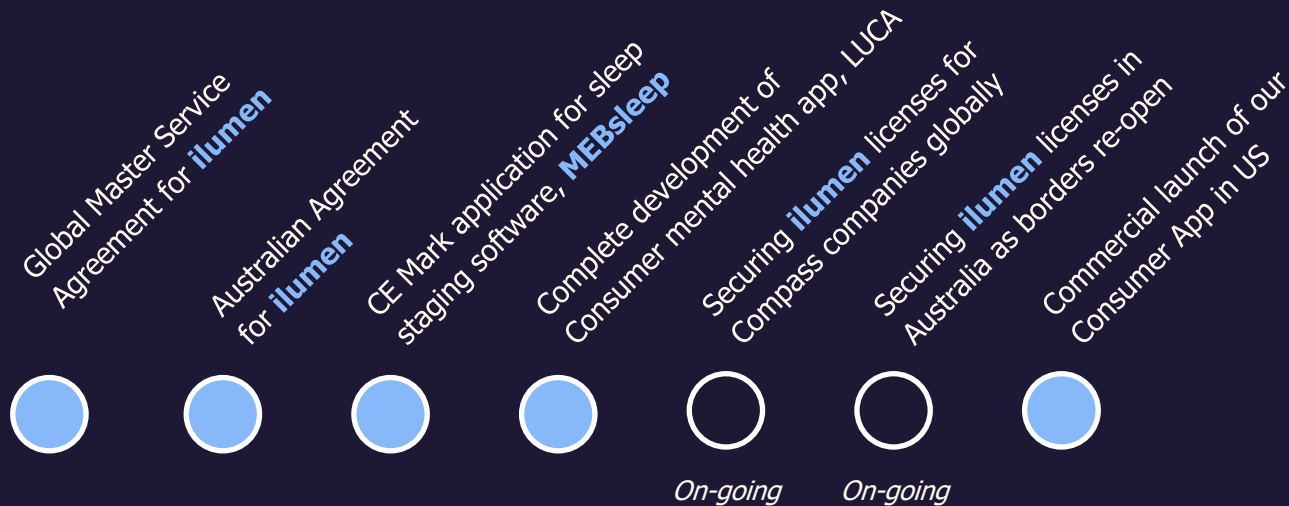 Global Master Service
Agreement for ilumen
Australian Agreement
for ilumen
CE Mark application for sleep
staging software, MEBsleep
Complete development of
Consumer mental health app, LUCA
Securing ilumen licenses for
Compass companies globally
Securing ilumen licenses in
Australia as borders re-open
Commercial launch of our
Consumer App in US
On-going
On-going